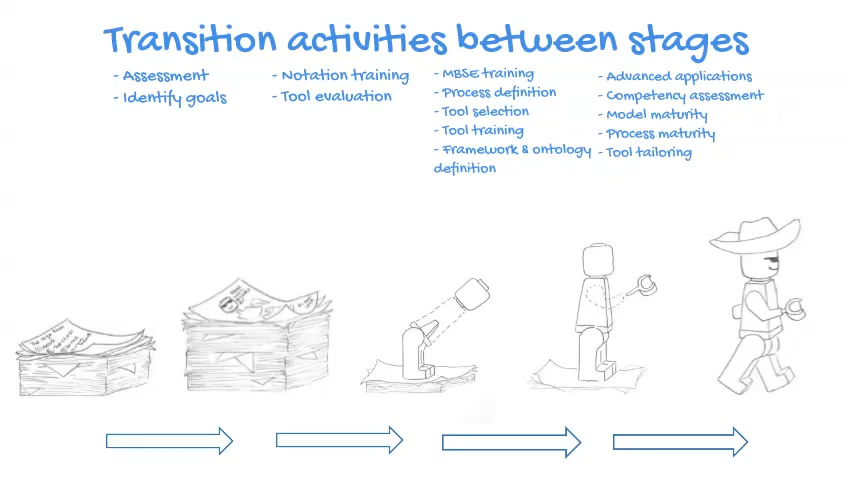 Transition activities between stages
- Assessment
- Identify goals
- Notation training
- Tool evaluation
- MBSE training
- Process definition
- Tool selection
- Tool training
- Framework & ontology
definition
- Advanced applications
- Competency assessment
- Model maturity
- Process maturity
- Tool tailoring